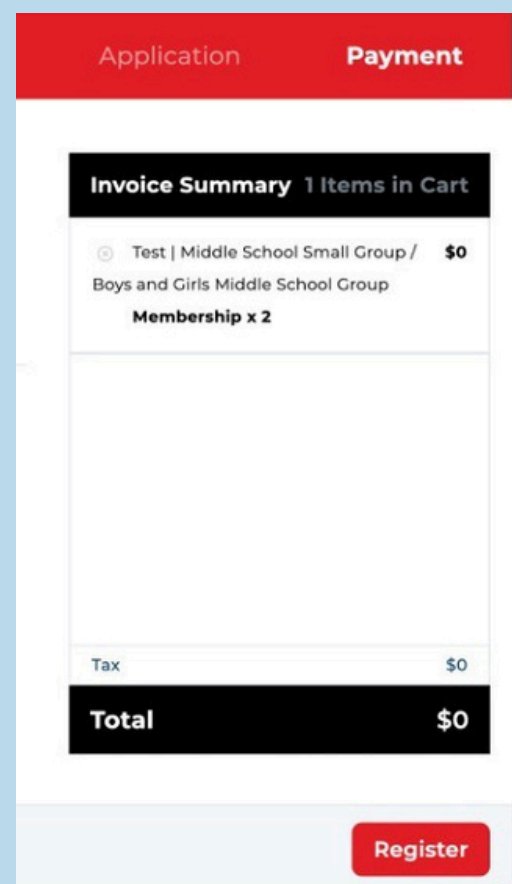 Application Payment
Invoice Summary 1 Items in Cart
Test | Middle School Small Group / $0
Boys and Girls Middle School Group
Membership x 2
Tax $0
Total $0
Register